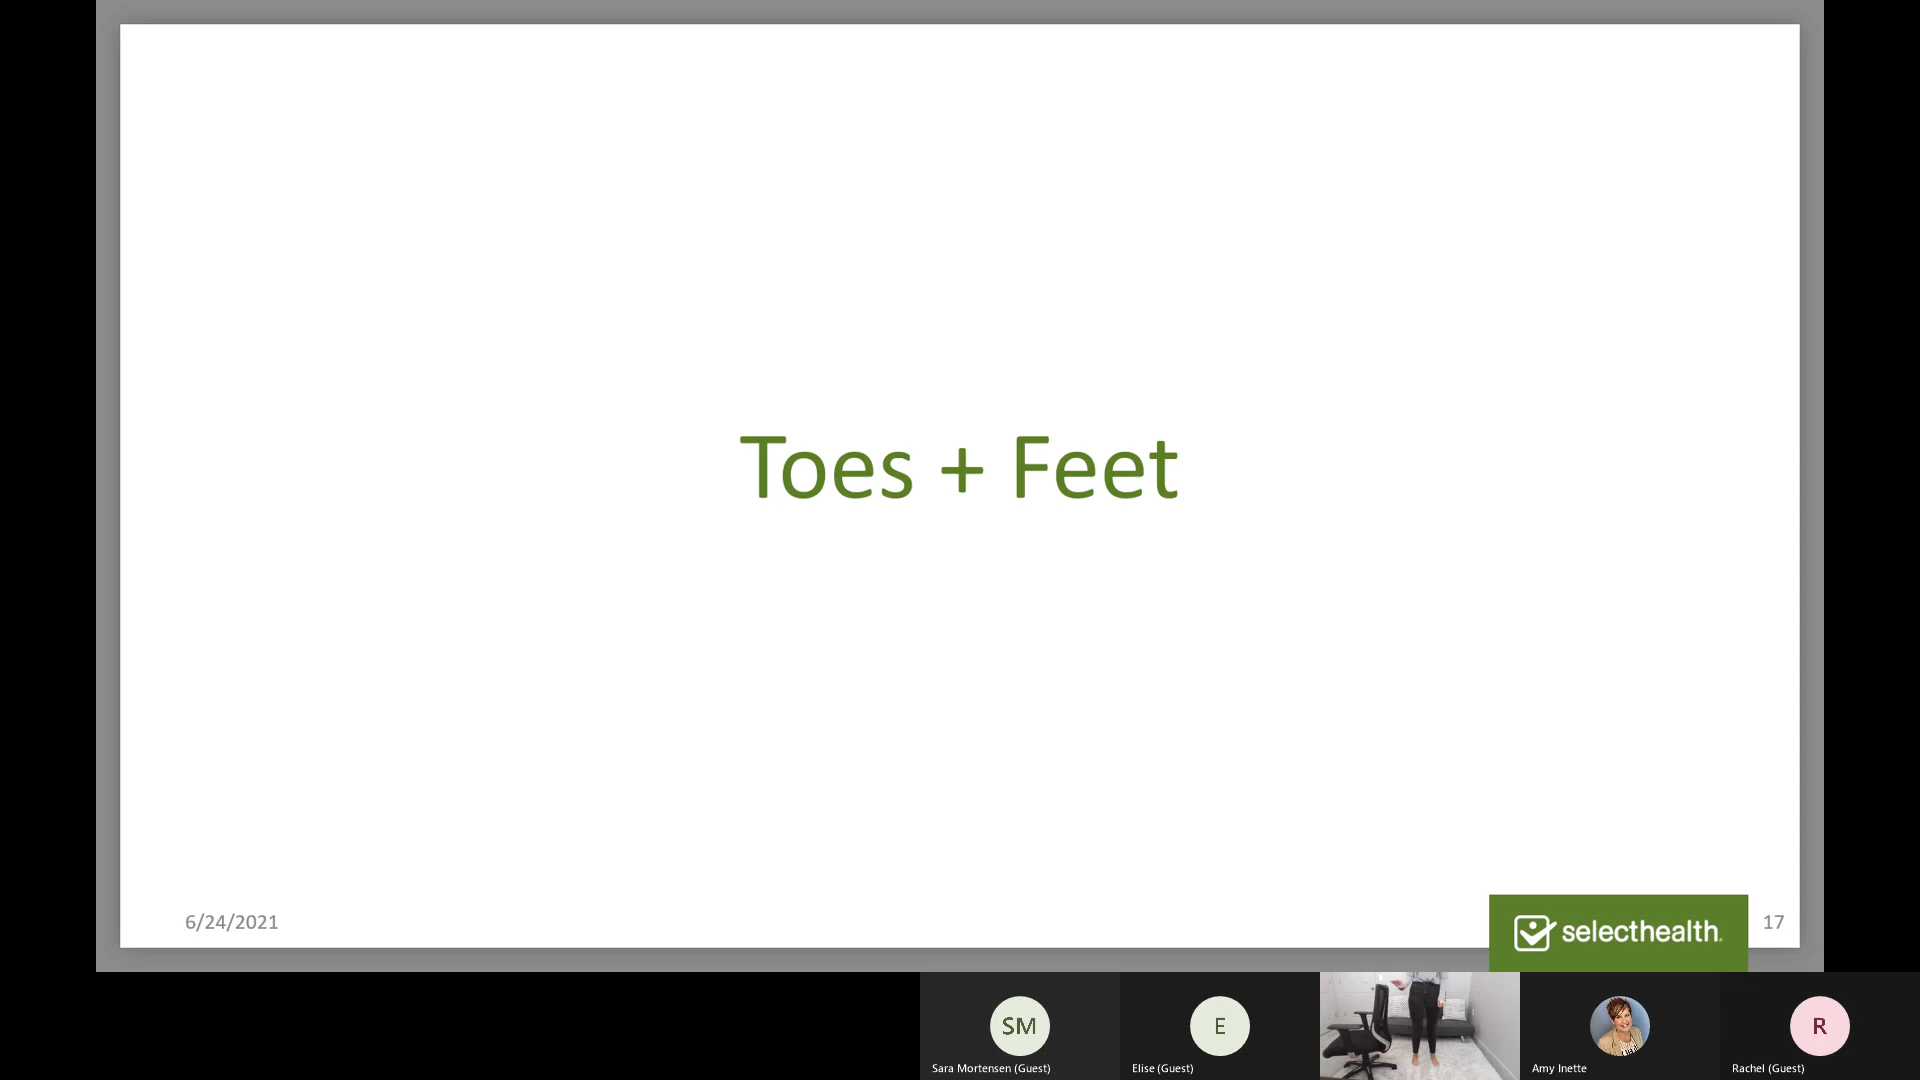 Toes + Feet
6/24/2021
selecthealth.
17
SM
E
R
Sara Mortensen (Guest)
Elise (Guest)
Amy Inette
Rachel (Guest)